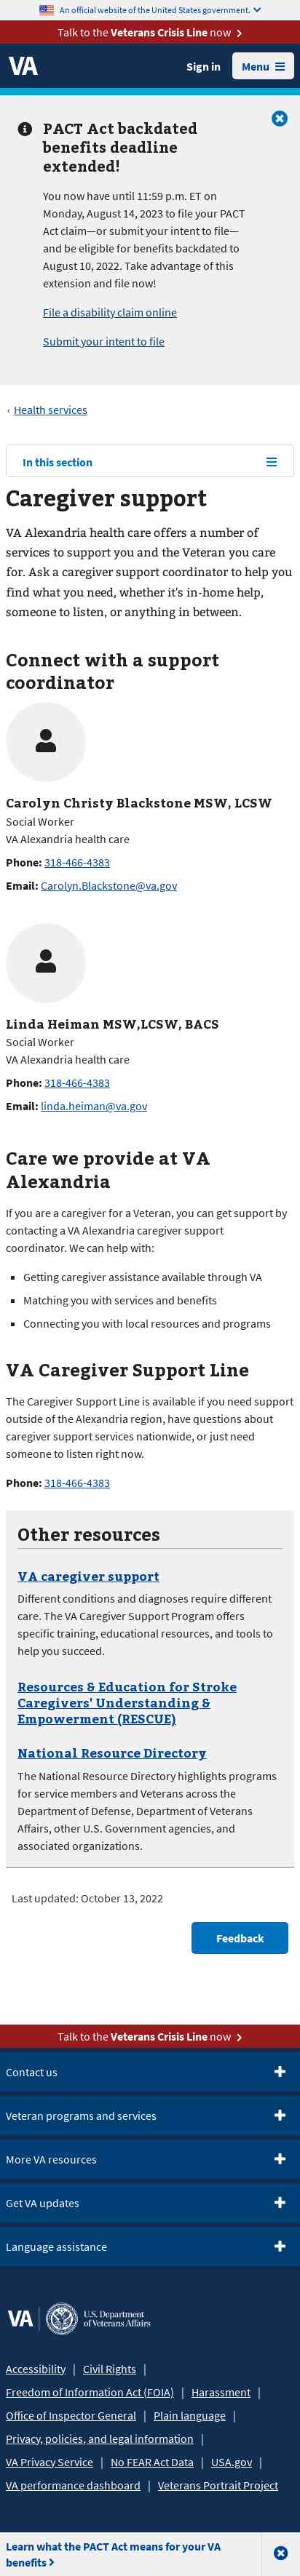 An official website of the United States government.
Talk to the Veterans Crisis Line now
VA
Sign in
Menu
PACT Act backdated
benefits deadline
extended!
You now have until 11:59 p.m. ET on
Monday, August 14, 2023 to file your PACT
Act claim—or submit your intent to file—
and be eligible for benefits backdated to
August 10, 2022. Take advantage of this
extension and file now!
File a disability claim online
Submit your intent to file
‹ Health services
In this section
Caregiver support
VA Alexandria health care offers a number of
services to support you and the Veteran you care
for. Ask a caregiver support coordinator to help you
find what you need, whether it's in-home help,
someone to listen, or anything in between.
Connect with a support
coordinator
Carolyn Christy Blackstone MSW, LCSW
Social Worker
VA Alexandria health care
Phone: 318-466-4383
Email: Carolyn.Blackstone@va.gov
Linda Heiman MSW,LCSW, BACS
Social Worker
VA Alexandria health care
Phone: 318-466-4383
Email: linda.heiman@va.gov
Care we provide at VA
Alexandria
If you are a caregiver for a Veteran, you can get support by
contacting a VA Alexandria caregiver support
coordinator. We can help with:
▪ Getting caregiver assistance available through VA
▪ Matching you with services and benefits
▪ Connecting you with local resources and programs
VA Caregiver Support Line
The Caregiver Support Line is available if you need support
outside of the Alexandria region, have questions about
caregiver support services nationwide, or just need
someone to listen right now.
Phone: 318-466-4383
Other resources
VA caregiver support
Different conditions and diagnoses require different
care. The VA Caregiver Support Program offers
specific training, educational resources, and tools to
help you succeed.
Resources & Education for Stroke
Caregivers' Understanding &
Empowerment (RESCUE)
National Resource Directory
The National Resource Directory highlights programs
for service members and Veterans across the
Department of Defense, Department of Veterans
Affairs, other U.S. Government agencies, and
associated organizations.
Last updated: October 13, 2022
Feedback
Talk to the Veterans Crisis Line now
Contact us
Veteran programs and services
More VA resources
Get VA updates
Language assistance
VA | U.S. Department
of Veterans Affairs
Accessibility | Civil Rights |
Freedom of Information Act (FOIA) | Harassment |
Office of Inspector General | Plain language |
Privacy, policies, and legal information |
VA Privacy Service | No FEAR Act Data | USA.gov |
VA performance dashboard | Veterans Portrait Project
Learn what the PACT Act means for your VA
benefits